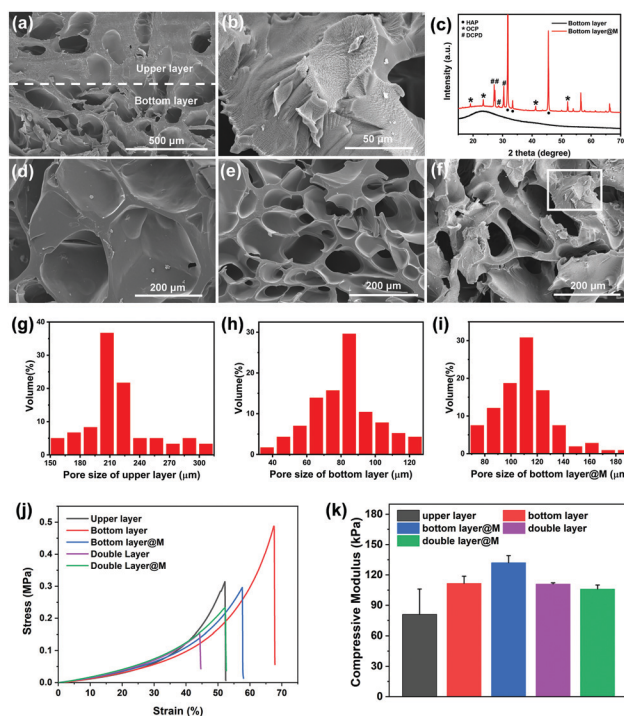 (a)
Upper layer
Bottom layer
500 μm
(b)
50 μm
(c)
• HAP
* OCP
# DCPD
Bottom layer
Bottom layer@M
Intensity (a.u.)
* * ## # # * *
20 30 40 50 60 70
2 theta (degree)
(d)
200 μm
(e)
200 μm
(f)
200 μm
(g)
Volume(%)
40
30
20
10
0
150 180 210 240 270 300
Pore size of upper layer (μm)
(h)
Volume(%)
40
30
20
10
0
40 60 80 100 120
Pore size of bottom layer (μm)
(i)
Volume(%)
40
30
20
10
0
80 100 120 140 160 180
Pore size of bottom layer@M (μm
(j)
Upper layer
Bottom layer
Bottom layer@M
Double Layer
Double Layer@M
Stress (MPa)
0.5
0.4
0.3
0.2
0.1
0.0
0 10 20 30 40 50 60 70
Strain (%)
(k)
upper layer
bottom layer
bottom layer@M
double layer
double layer@M
Compressive Modulus (kPa)
180
150
120
90
60
30
0